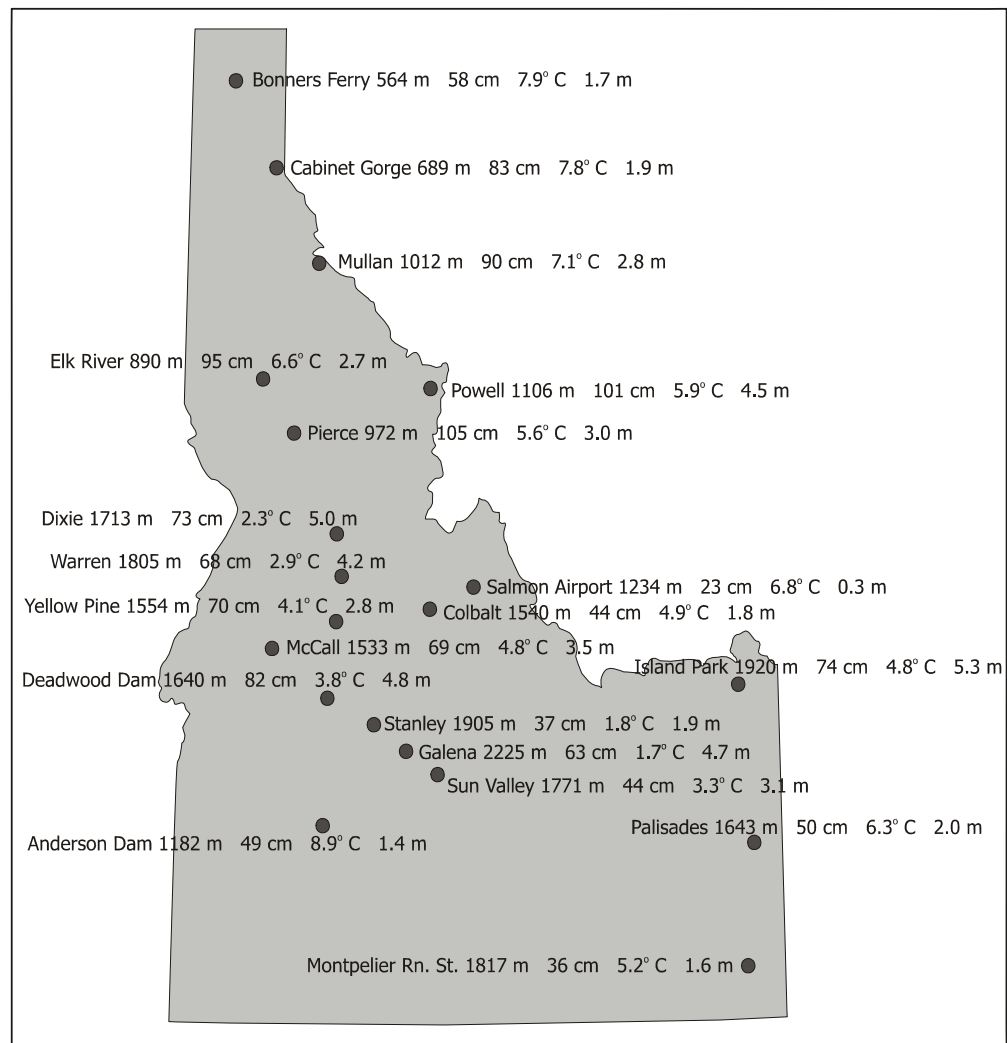 Bonners Ferry 564 m 58 cm 7.9° C 1.7 m
Cabinet Gorge 689 m 83 cm 7.8° C 1.9 m
Mullan 1012 m 90 cm 7.1° C 2.8 m
Elk River 890 m 95 cm 6.6° C 2.7 m
Powell 1106 m 101 cm 5.9° C 4.5 m
Pierce 972 m 105 cm 5.6° C 3.0 m
Dixie 1713 m 73 cm 2.3° C 5.0 m
Warren 1805 m 68 cm 2.9° C 4.2 m
Salmon Airport 1234 m 23 cm 6.8° C 0.3 m
Yellow Pine 1554 m 70 cm 4.1° C 2.8 m
Colbalt 1540 m 44 cm 4.9° C 1.8 m
McCall 1533 m 69 cm 4.8° C 3.5 m
Island Park 1920 m 74 cm 4.8° C 5.3 m
Deadwood Dam 1640 m 82 cm 3.8° C 4.8 m
Stanley 1905 m 37 cm 1.8° C 1.9 m
Galena 2225 m 63 cm 1.7° C 4.7 m
Sun Valley 1771 m 44 cm 3.3° C 3.1 m
Palisades 1643 m 50 cm 6.3° C 2.0 m
Anderson Dam 1182 m 49 cm 8.9° C 1.4 m
Montpelier Rn. St. 1817 m 36 cm 5.2° C 1.6 m